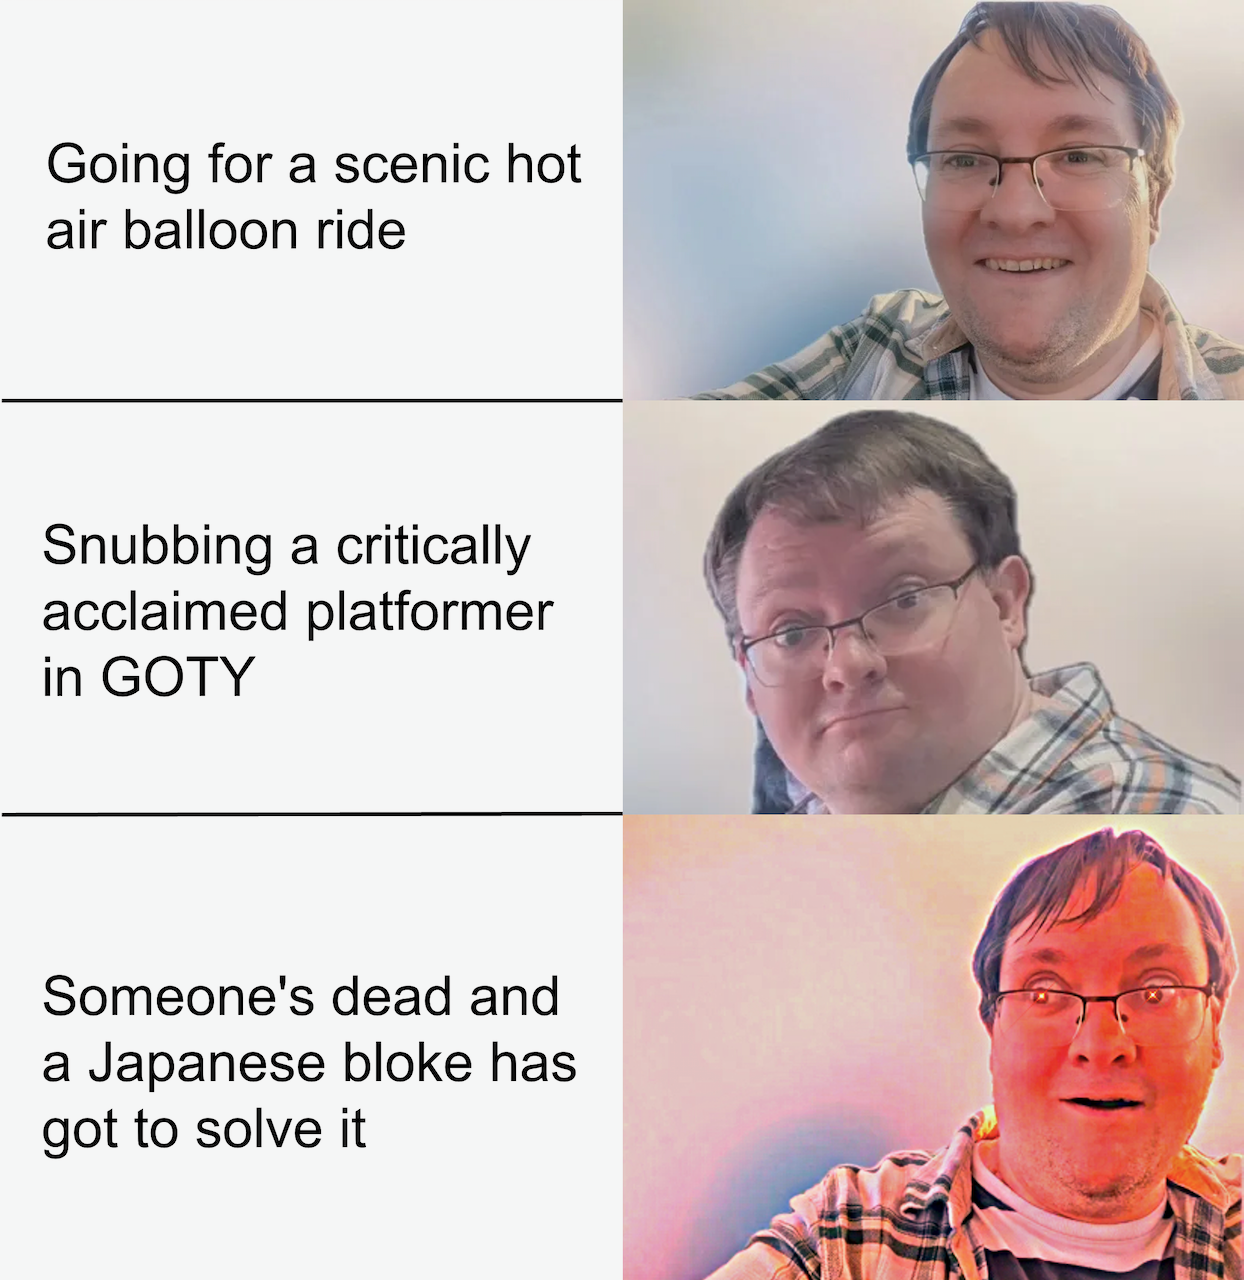 Going for a scenic hot
air balloon ride
Snubbing a critically
acclaimed platformer
in GOTY
Someone's dead and
a Japanese bloke has
got to solve it